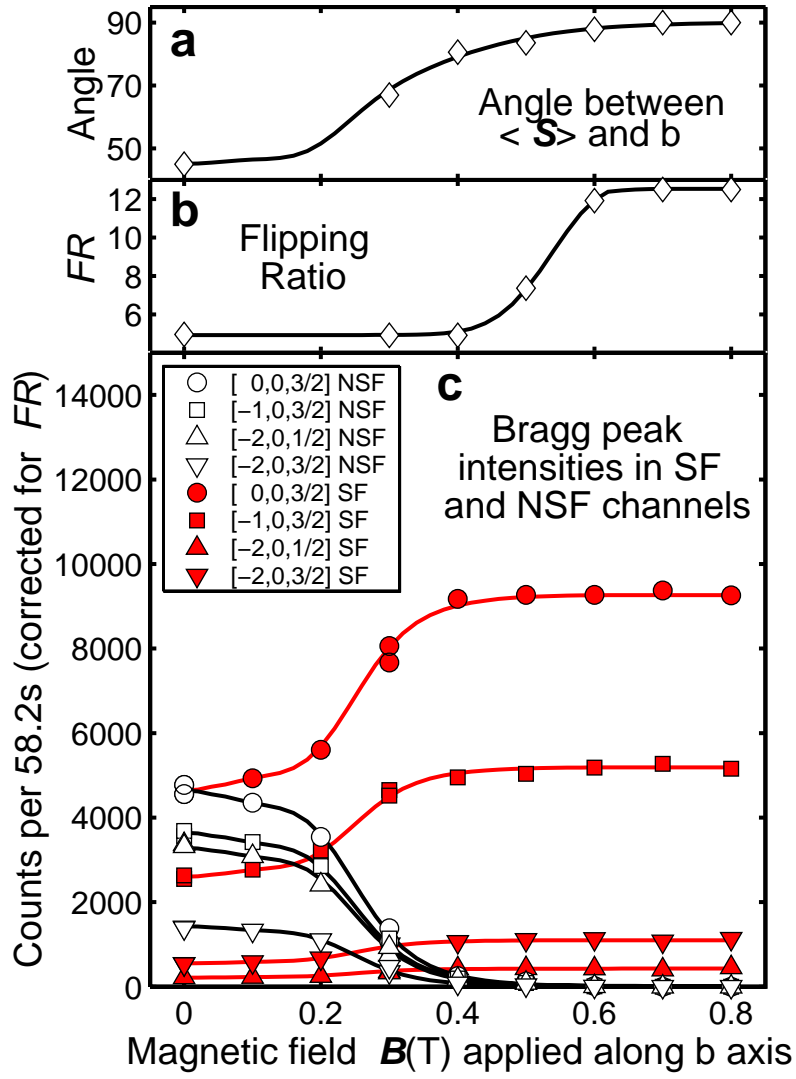 a
Angle
90
70
50
Angle between
< S> and b
b
FR
12
10
8
6
Flipping
Ratio
c
[ 0,0,3/2] NSF
[−1,0,3/2] NSF
[−2,0,1/2] NSF
[−2,0,3/2] NSF
[ 0,0,3/2] SF
[−1,0,3/2] SF
[−2,0,1/2] SF
[−2,0,3/2] SF
Bragg peak
intensities in SF
and NSF channels
Counts per 58.2s (corrected for FR)
14000
12000
10000
8000
6000
4000
2000
0
0 0.2 0.4 0.6 0.8
Magnetic field B(T) applied along b axis